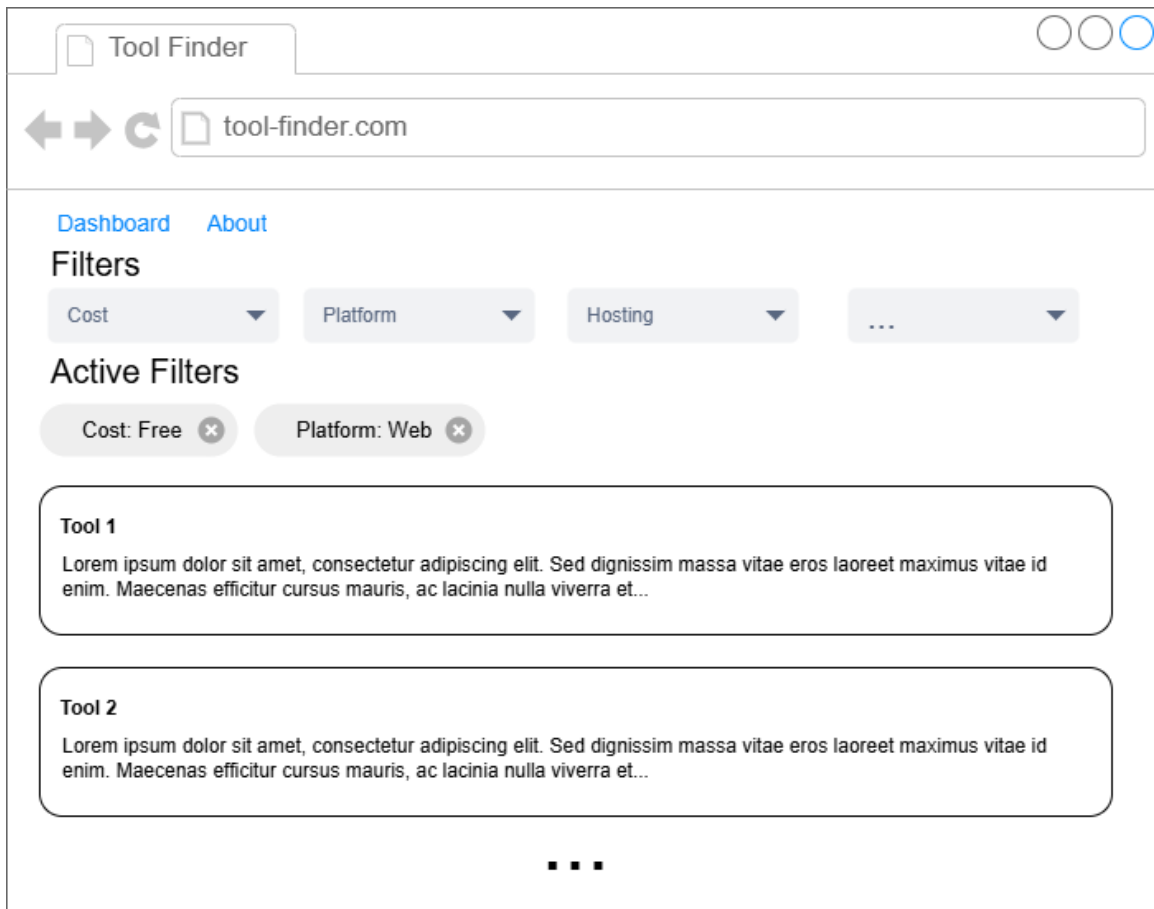 Tool Finder
tool-finder.com
Dashboard About
Filters
Cost Platform Hosting ...
Active Filters
Cost: Free Platform: Web
Tool 1
Lorem ipsum dolor sit amet, consectetur adipiscing elit. Sed dignissim massa vitae eros laoreet maximus vitae id
enim. Maecenas efficitur cursus mauris, ac lacinia nulla viverra et...
Tool 2
Lorem ipsum dolor sit amet, consectetur adipiscing elit. Sed dignissim massa vitae eros laoreet maximus vitae id
enim. Maecenas efficitur cursus mauris, ac lacinia nulla viverra et...
...